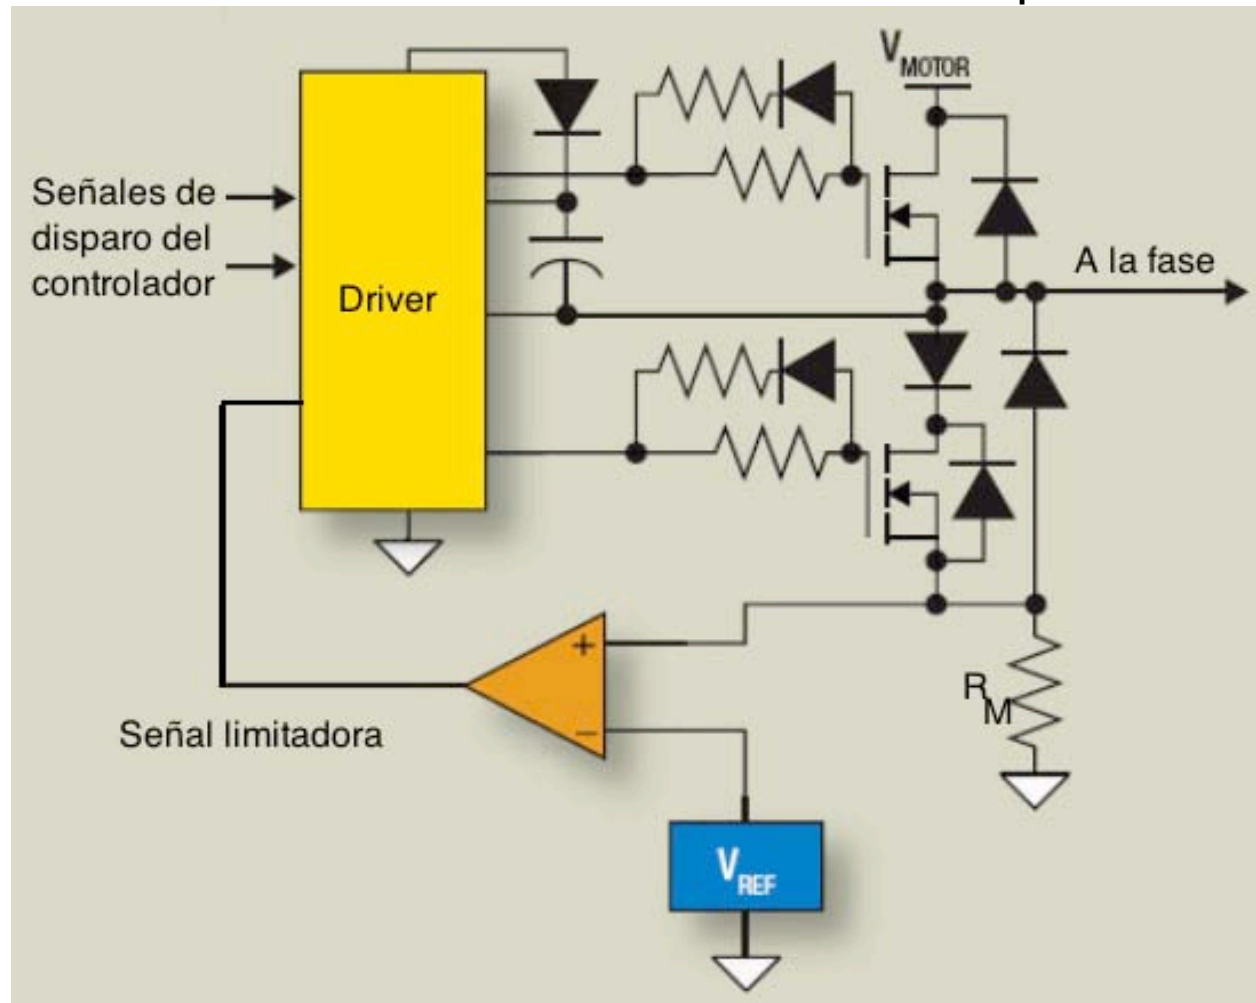 V MOTOR
Señales de
disparo del
controlador
Driver
A la fase
+
−
R M
Señal limitadora
V REF